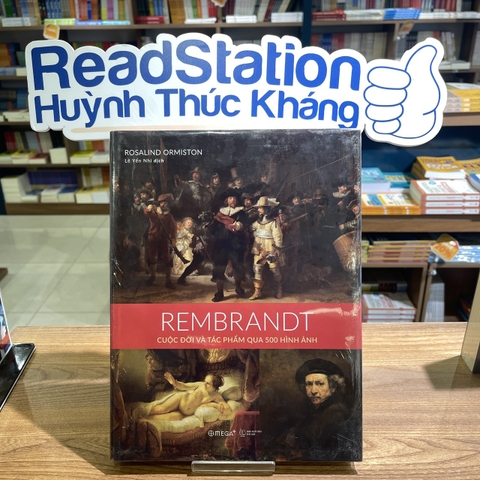 ReadStation
Huỳnh Thúc Kháng
ROSALIND ORMISTON
Lê Yến Nhi dịch
REMBRANDT
CUỘC ĐỜI VÀ TÁC PHẨM QUA 500 HÌNH ẢNH
OMEGA+